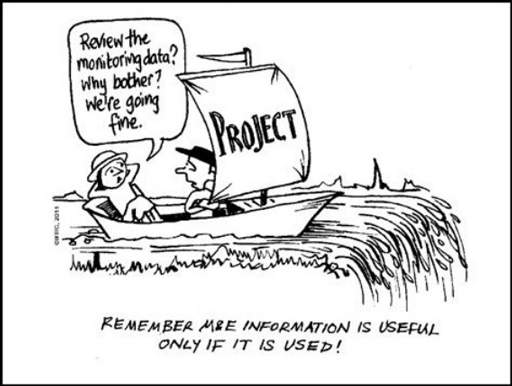 Review the
monitoring data?
Why bother?
We're going
fine.
PROJECT
REMEMBER M&E INFORMATION IS USEFUL
ONLY IF IT IS USED!